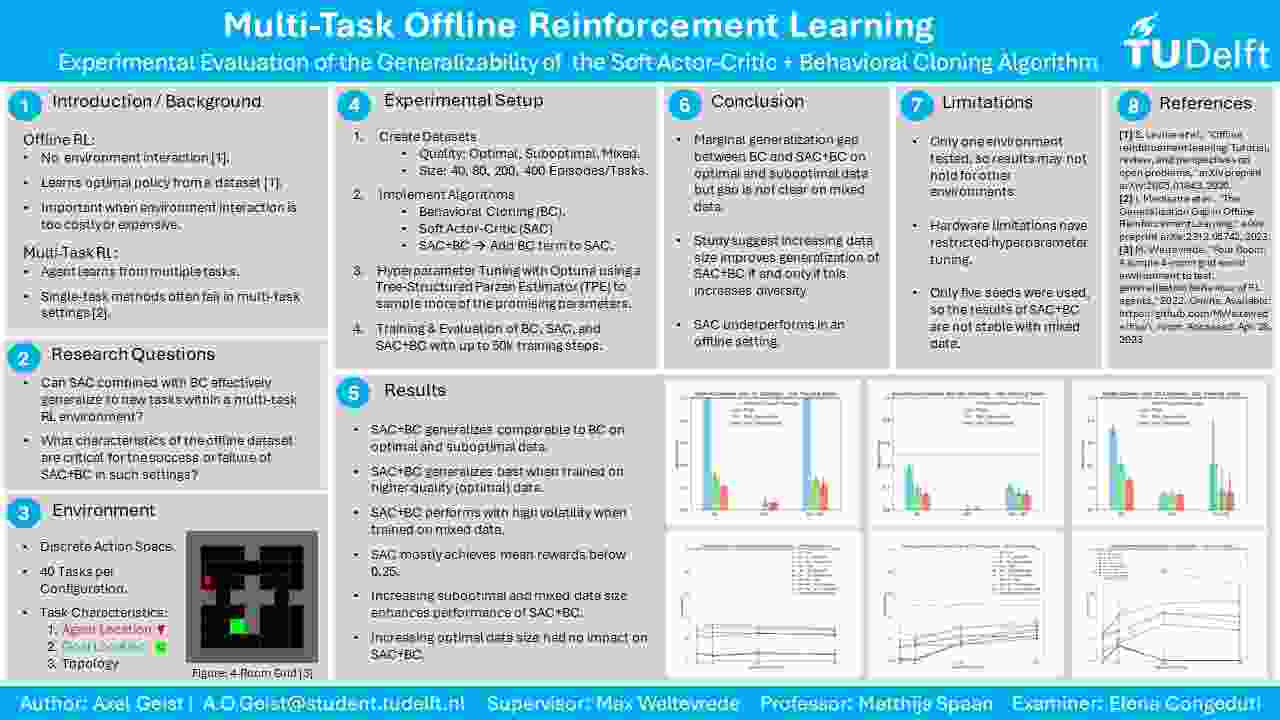 Multi-Task Offline Reinforcement Learning
Experimental Evaluation of the Generalizability of the Soft Actor-Critic + Behavioral Cloning Algorithm
TUDelft
1 Introduction / Background
Offline RL:
• No environment interaction [1].
• Learns optimal policy from a dataset [1].
• Important when environment interaction is
too costly or expensive.
Multi-Task RL:
• Agent learns from multiple tasks.
• Single-task methods often fail in multi-task
settings [2].
2 Research Questions
• Can SAC combined with BC effectively
generalize to new tasks within a multi-task
RL environment?
• What characteristics of the offline dataset
are critical for the success or failure of
SAC+BC in such settings?
3 Environment
• Discrete Action Space.
• 40 Tasks per
Configuration.
• Task Characteristics:
1. Agent Location
2. Goal Location
3. Topology
Figure: 4-Room Grid [3]
4 Experimental Setup
1. Create Datasets
• Quality: Optimal, Suboptimal, Mixed.
• Size: 40, 80, 200, 400 Episodes/Tasks.
2. Implement Algorithms
• Behavioral Cloning (BC).
• Soft Actor-Critic (SAC)
• SAC+BC → Add BC term to SAC.
3. Hyperparameter Tuning with Optuna using a
Tree-Structured Parzen Estimator (TPE) to
sample more of the promising parameters.
4. Training & Evaluation of BC, SAC, and
SAC+BC with up to 50k training steps.
5 Results
• SAC+BC generalizes comparable to BC on
optimal and suboptimal data.
• SAC+BC generalizes best when trained on
higher quality (optimal) data.
• SAC+BC performs with high volatility when
trained on mixed data.
• SAC mostly achieves mean rewards below
0.25.
• Increasing suboptimal and mixed data size
enhances performance of SAC+BC.
• Increasing optimal data size had no impact on
SAC+BC.
6 Conclusion
• Marginal generalization gap
between BC and SAC+BC on
optimal and suboptimal data
but gap is not clear on mixed
data.
• Study suggest increasing data
size improves generalization of
SAC+BC if and only if this
increases diversity.
• SAC underperforms in an
offline setting.
7 Limitations
• Only one environment
tested, so results may not
hold for other
environments.
• Hardware limitations have
restricted hyperparameter
tuning.
• Only five seeds were used,
so the results of SAC+BC
are not stable with mixed
data.
8 References
[1] S. Levine et al., "Offline
reinforcement learning: Tutorial,
review, and perspectives on
open problems," arXiv preprint
arXiv:2005.01643, 2020.
[2] I. Mediratta et al., "The
Generalization Gap in Offline
Reinforcement Learning," arXiv
preprint arXiv:2312.05742, 2023.
[3] M. Weltevrede, "Four Room:
A simple 4-room grid world
environment to test
generalisation behaviour of RL
agents," 2022. Online. Available:
Accessed: Apr. 28,
2023.
Author: Axel Geist | A.O.Geist@student.tudelft.nl Supervisor: Max Weltevrede Professor: Matthijs Spaan Examiner: Elena Congeduti